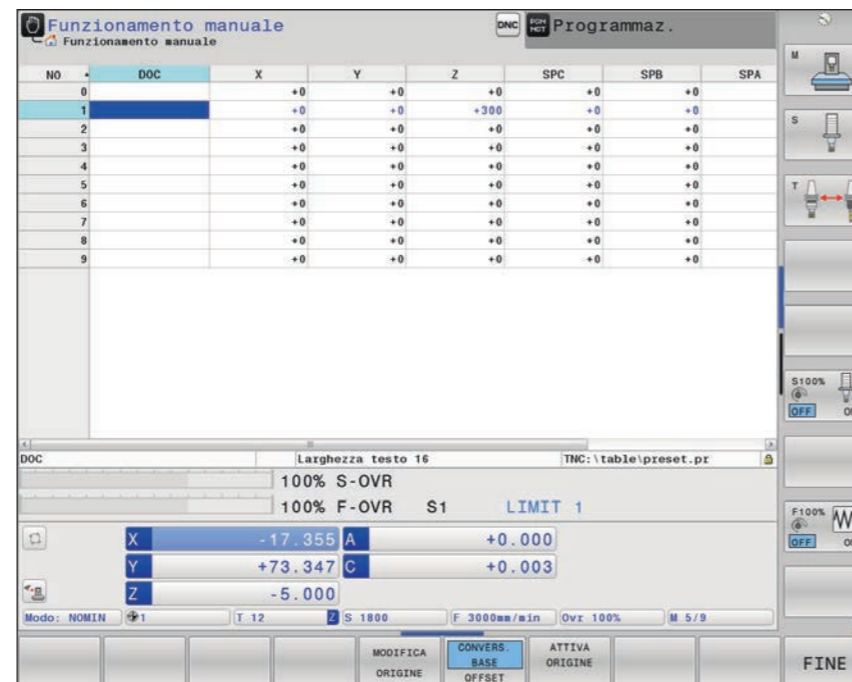 Funzionamento manuale DNC PGM MGT Programmaz.
Funzionamento manuale
NO DOC X Y Z SPC SPB SPA
0 +0 +0 +0 +0 +0
1 +0 +0 +300 +0 +0
2 +0 +0 +0 +0 +0
3 +0 +0 +0 +0 +0
4 +0 +0 +0 +0 +0
5 +0 +0 +0 +0 +0
6 +0 +0 +0 +0 +0
7 +0 +0 +0 +0 +0
8 +0 +0 +0 +0 +0
9 +0 +0 +0 +0 +0
DOC Larghezza testo 16 TNC:\table\preset.pr
100% S-OVR
100% F-OVR S1 LIMIT 1
X -17.355 A +0.000
Y +73.347 C +0.003
Z -5.000
Modo: NOMIN 1 T 12 Z S 1800 F 3000mm/min Ovr 100% M 5/9
MODIFICA
ORIGINE
CONVERS.
BASE
OFFSET
ATTIVA
ORIGINE
FINE
M
S
T
S100%
OFF
F100%
OFF